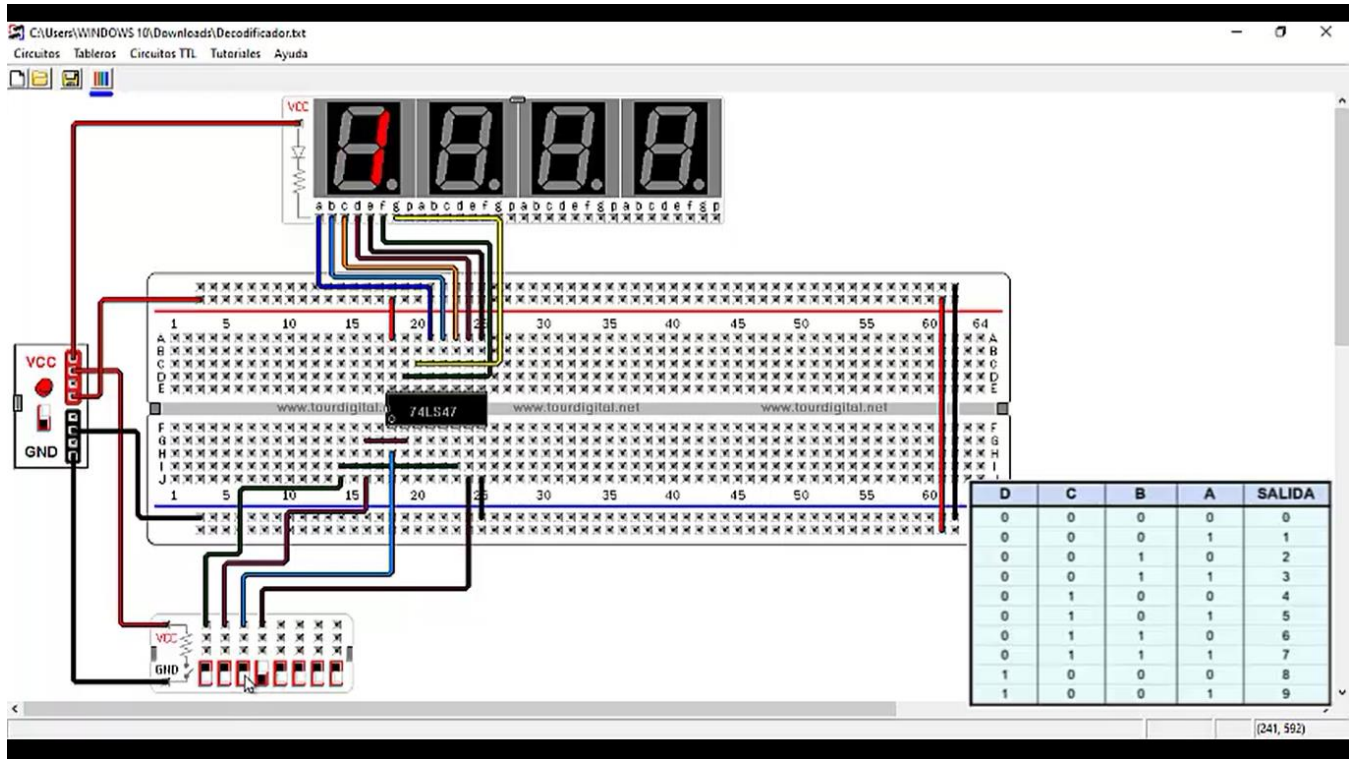 C:\Users\WINDOWS 10\Downloads\Decodificador.txt
Circuitos Tableros Circuitos TTL Tutoriales Ayuda
VCC
1
a b c d e f g p a b c d e f g p a b c d e f g p a b c d e f g p
1 5 10 15 20 25 30 35 40 45 50 55 60 64
A A
B B
C C
D D
E E
VCC
GND
www.tourdigital.n 74LS47 www.tourdigital.net www.tourdigital.net
F F
G G
H H
I I
J J
1 5 10 15 20 25 30 35 40 45 50 55 60
D C B A SALIDA
0 0 0 0 0
0 0 0 1 1
0 0 1 0 2
0 0 1 1 3
0 1 0 0 4
0 1 0 1 5
0 1 1 0 6
0 1 1 1 7
1 0 0 0 8
1 0 0 1 9
VCC
GND
(241, 592)